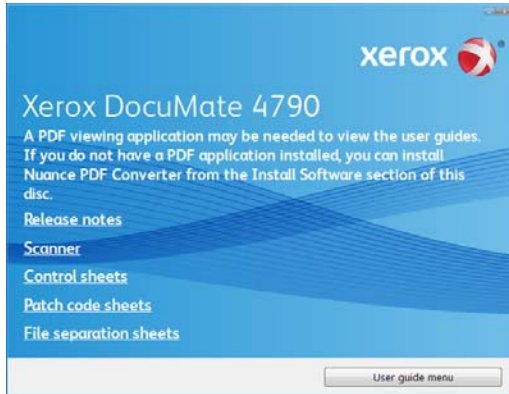 xerox
Xerox DocuMate 4790
A PDF viewing application may be needed to view the user guides.
If you do not have a PDF application installed, you can install
Nuance PDF Converter from the Install Software section of this
disc.
Release notes
Scanner
Control sheets
Patch code sheets
File separation sheets
User guide menu